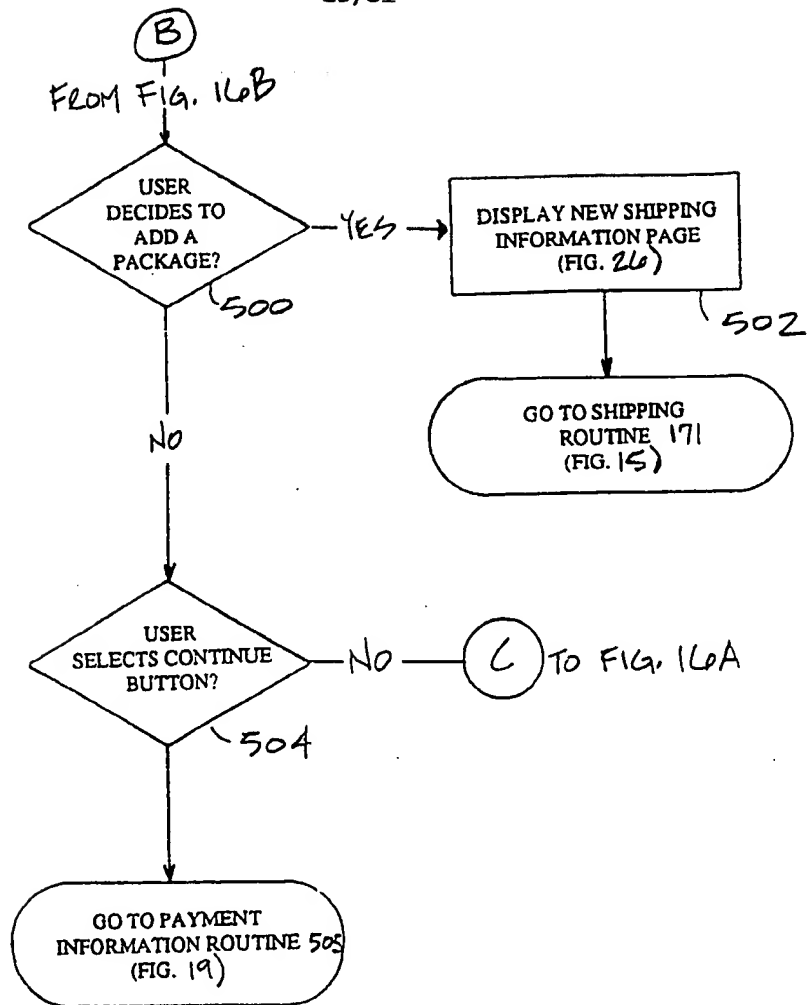 B
FROM FIG. 16B
USER
DECIDES TO
ADD A
PACKAGE?
YES
500
DISPLAY NEW SHIPPING
INFORMATION PAGE
(FIG. 26)
502
GO TO SHIPPING
ROUTINE 171
(FIG. 15)
NO
USER
SELECTS CONTINUE
BUTTON?
NO
C
TO FIG. 16A
504
GO TO PAYMENT
INFORMATION ROUTINE 505
(FIG. 19)